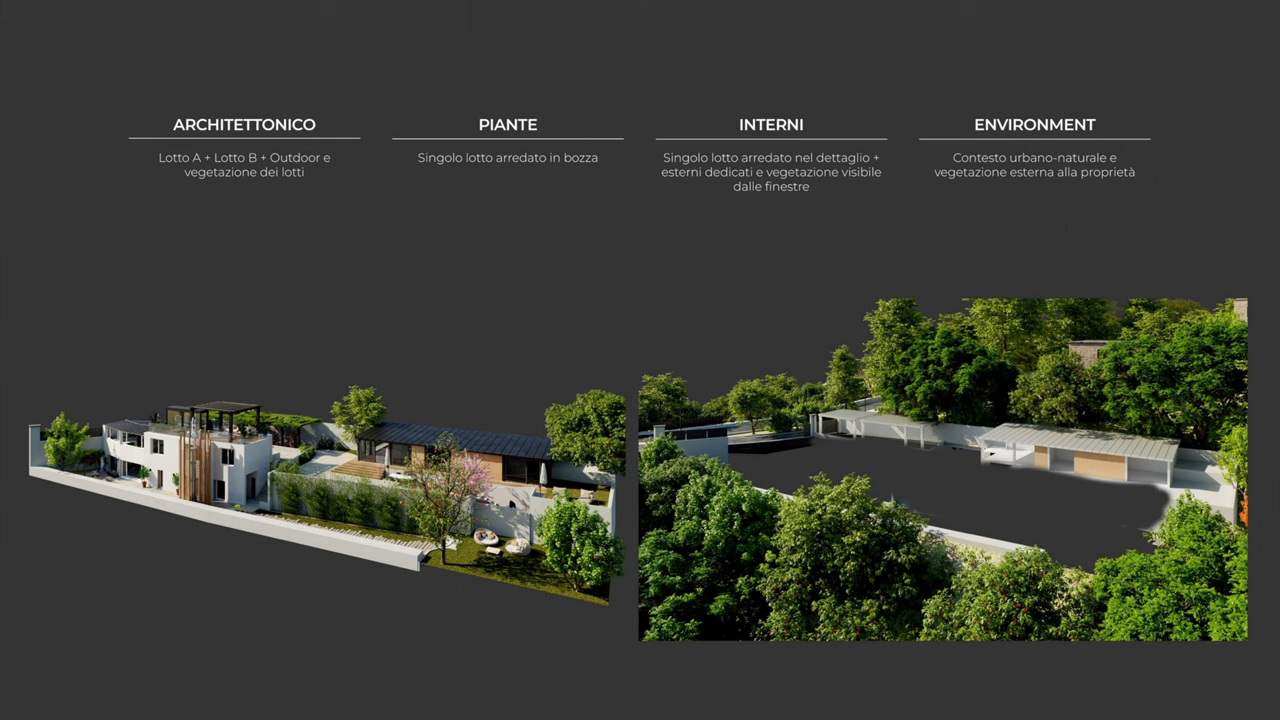 ARCHITETTONICO
Lotto A + Lotto B + Outdoor e
vegetazione dei lotti
PIANTE
Singolo lotto arredato in bozza
INTERNI
Singolo lotto arredato nel dettaglio +
esterni dedicati e vegetazione visibile
dalle finestre
ENVIRONMENT
Contesto urbano-naturale e
vegetazione esterna alla proprietà